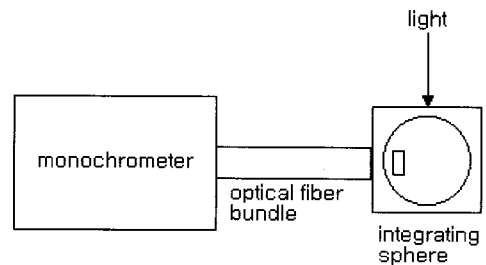 light
monochrometer
optical fiber
bundle
integrating
sphere